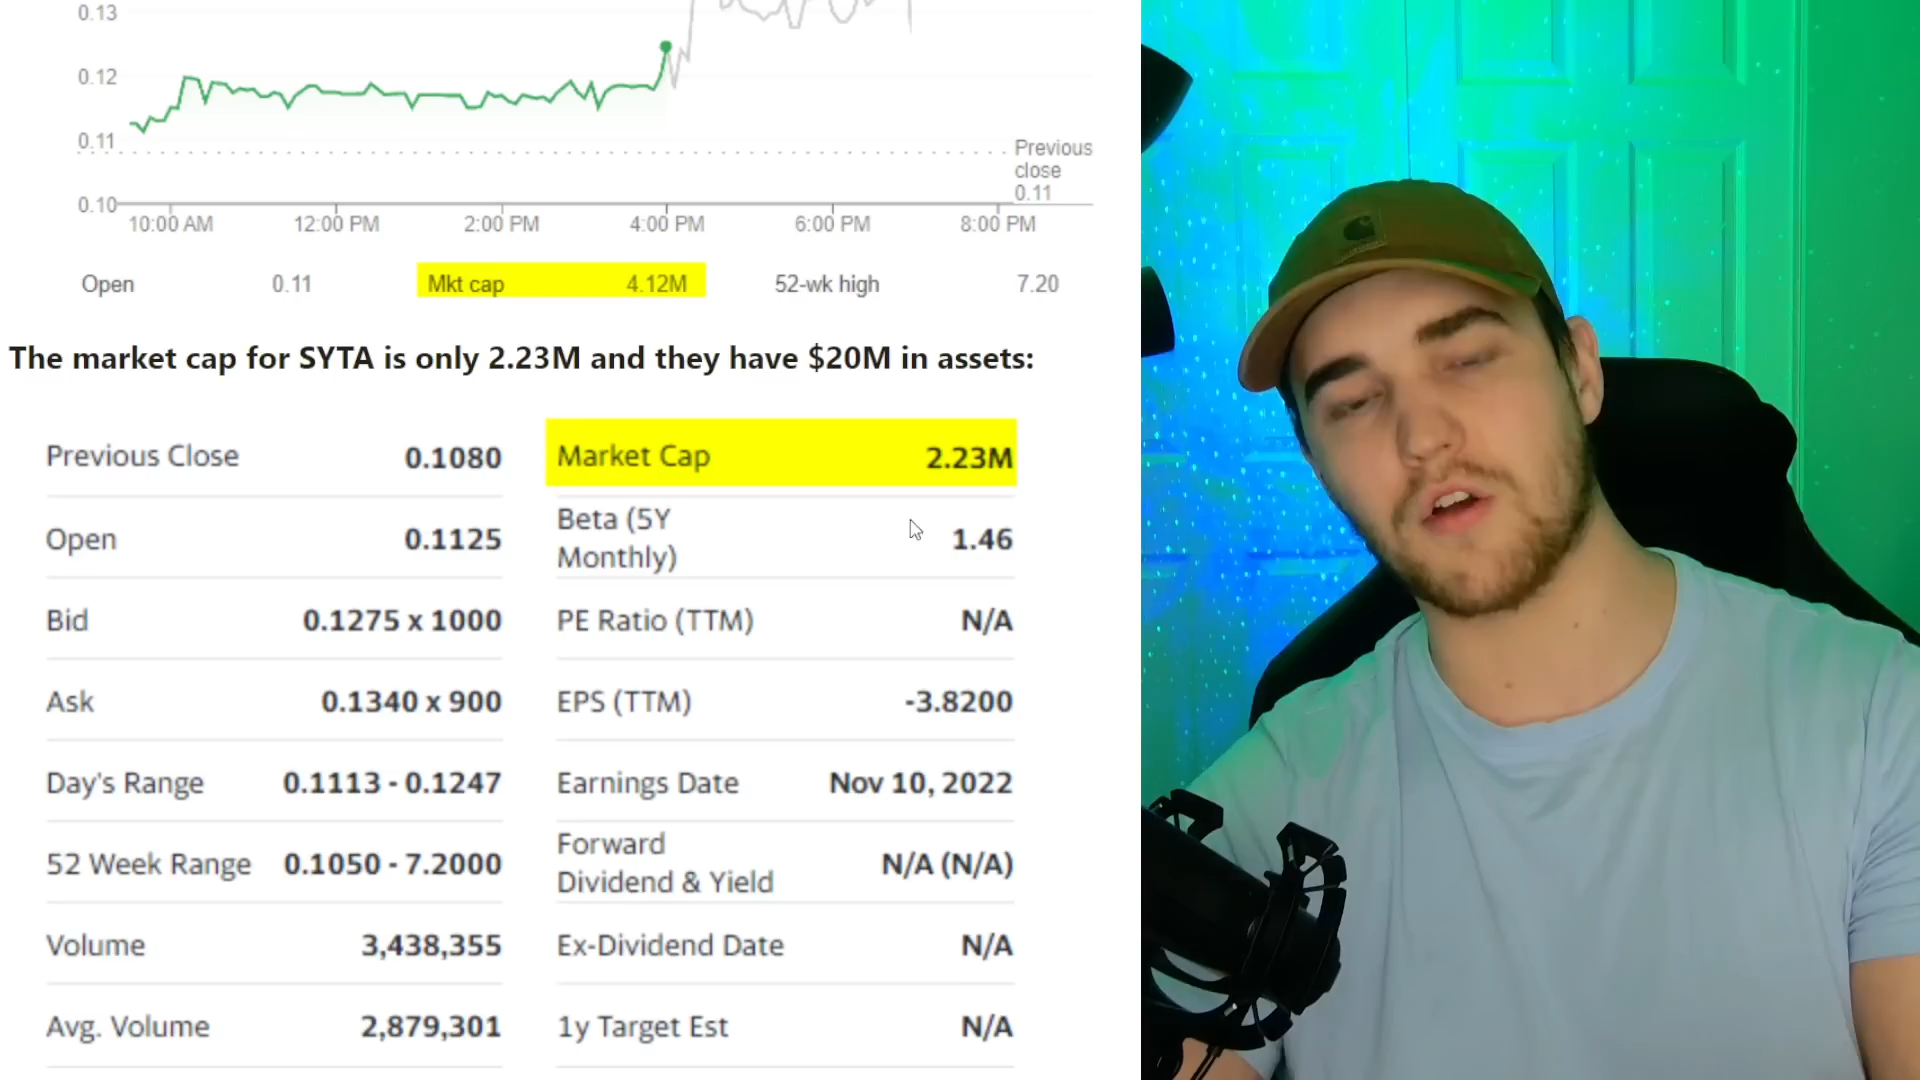 0.13
0.12
0.11
0.10
Previous
close
0.11
10:00 AM 12:00 PM 2:00 PM 4:00 PM 6:00 PM 8:00 PM
Open 0.11 Mkt cap 4.12M 52-wk high 7.20
The market cap for SYTA is only 2.23M and they have $20M in assets:
Previous Close 0.1080 Market Cap 2.23M
Open 0.1125 Beta (5Y Monthly) 1.46
Bid 0.1275 x 1000 PE Ratio (TTM) N/A
Ask 0.1340 x 900 EPS (TTM) -3.8200
Day's Range 0.1113 - 0.1247 Earnings Date Nov 10, 2022
52 Week Range 0.1050 - 7.2000 Forward Dividend & Yield N/A (N/A)
Volume 3,438,355 Ex-Dividend Date N/A
Avg. Volume 2,879,301 1y Target Est N/A